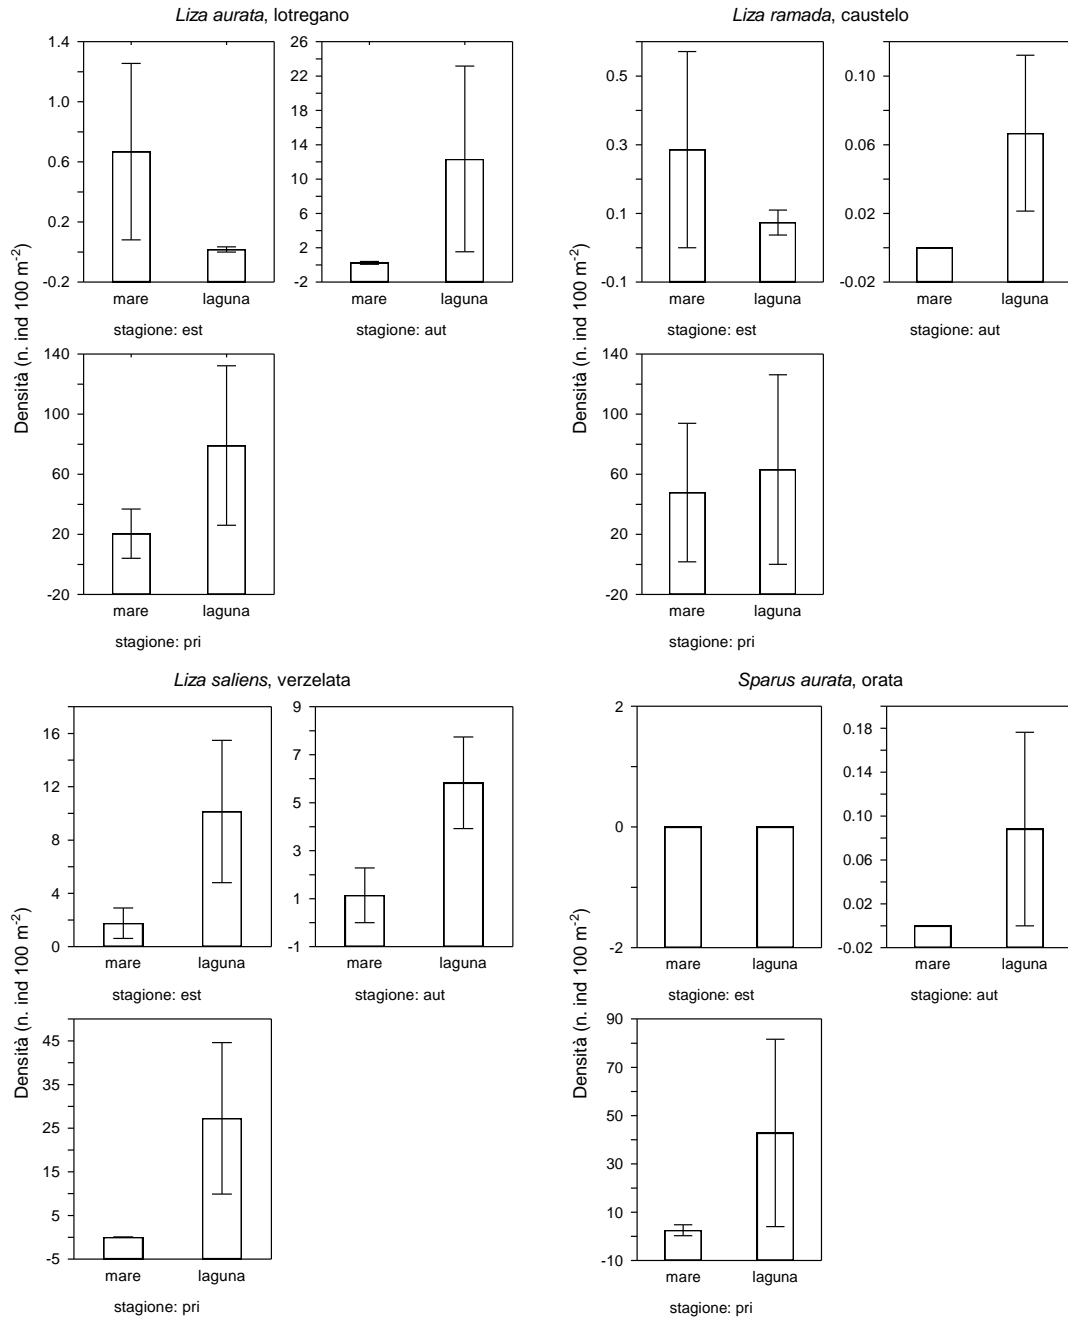 Liza aurata, lotregano
Densità (n. ind 100 m-2)
1.4
1.0
0.6
0.2
-0.2
mare laguna
stagione: est
26
22
18
14
10
6
2
-2
mare laguna
stagione: aut
140
100
60
20
-20
mare laguna
stagione: pri
Liza ramada, caustelo
Densità (n. ind 100 m-2)
0.5
0.3
0.1
-0.1
mare laguna
stagione: est
0.10
0.06
0.02
-0.02
mare laguna
stagione: aut
140
100
60
20
-20
mare laguna
stagione: pri
Liza saliens, verzelata
Densità (n. ind 100 m-2)
16
12
8
4
0
mare laguna
stagione: est
9
7
5
3
1
-1
mare laguna
stagione: aut
45
35
25
15
5
-5
mare laguna
stagione: pri
Sparus aurata, orata
Densità (n. ind 100 m-2)
2
0
-2
mare laguna
stagione: est
0.18
0.14
0.10
0.06
0.02
-0.02
mare laguna
stagione: aut
90
70
50
30
10
-10
mare laguna
stagione: pri